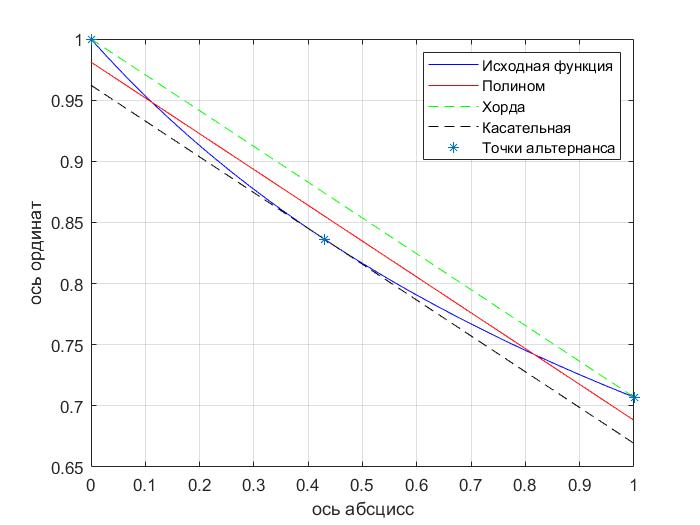 1
0.95
0.9
0.85
0.8
0.75
0.7
0.65
ось ординат
Исходная функция
Полином
Хорда
Касательная
Точки альтернанса
0 0.1 0.2 0.3 0.4 0.5 0.6 0.7 0.8 0.9 1
ось абсцисс